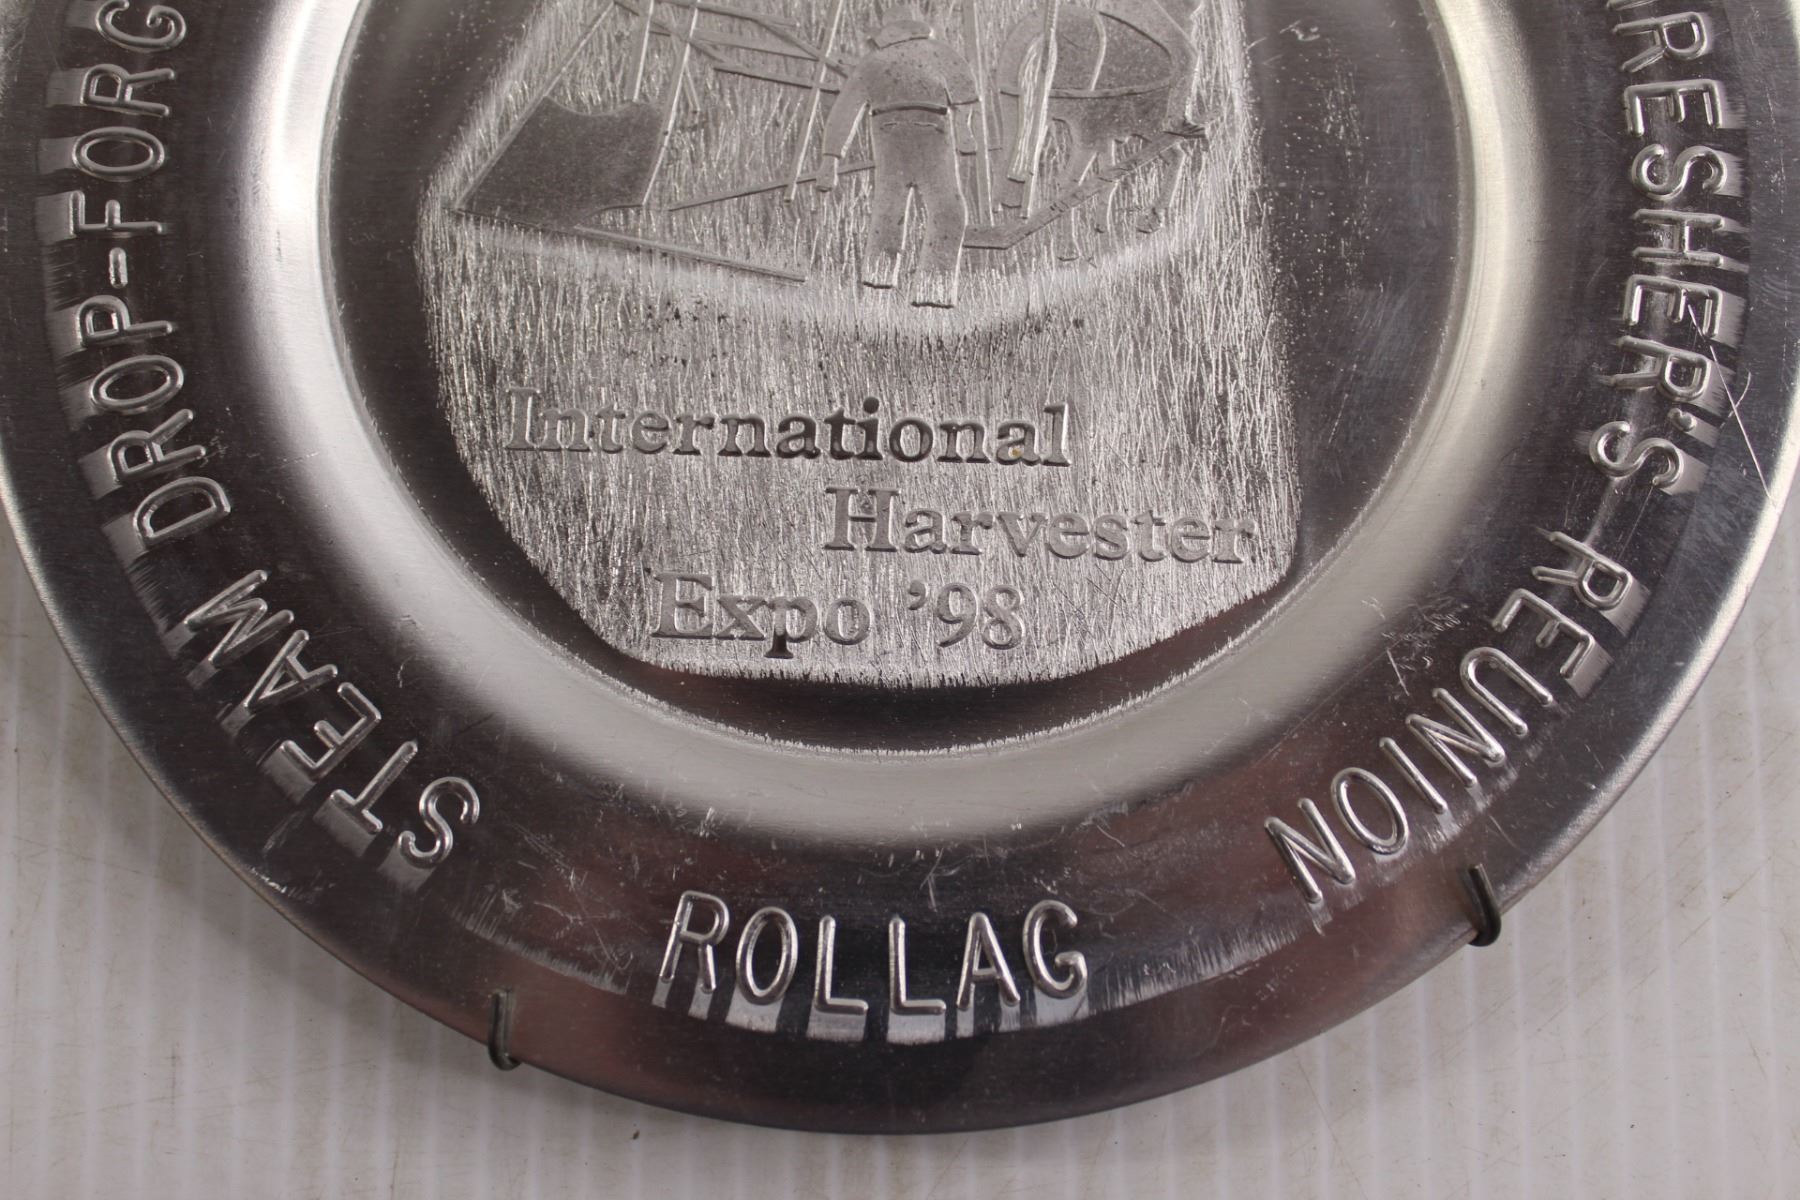 International
Harvester
Expo '98
STEAM DROP-FORG
ROLLAG
RESHER'S REUNION